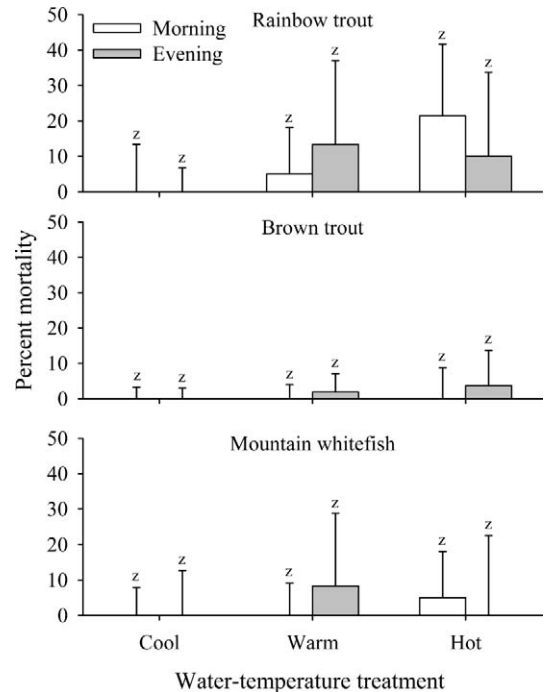 Rainbow trout
Morning
Evening
50
40
30
20
10
0
z z z z z z
Brown trout
50
40
30
20
10
0
z z z z z z
Mountain whitefish
50
40
30
20
10
0
z z z z z z
Percent mortality
Cool Warm Hot
Water-temperature treatment